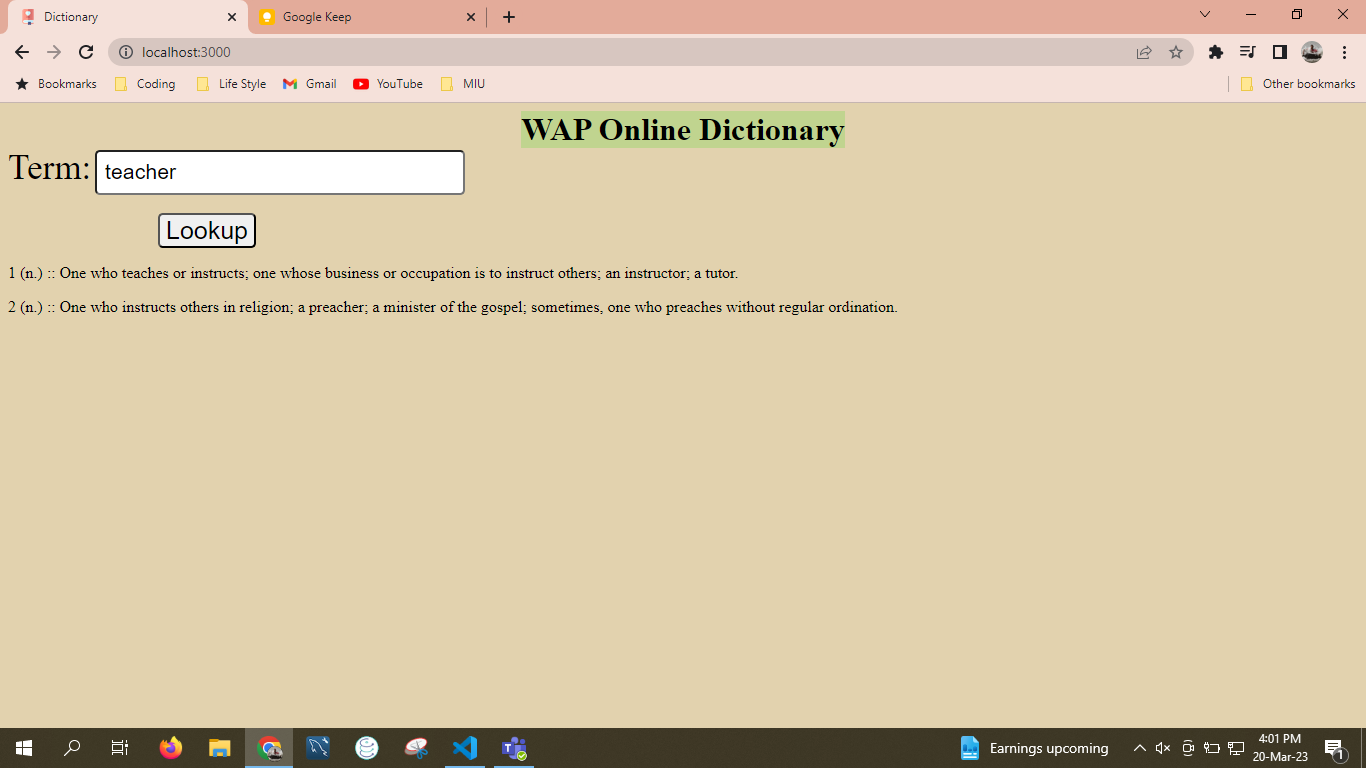 Dictionary
Google Keep
localhost:3000
Bookmarks
Coding
Life Style
Gmail
YouTube
MIU
Other bookmarks
WAP Online Dictionary
Term: teacher
Lookup
1 (n.) :: One who teaches or instructs; one whose business or occupation is to instruct others; an instructor; a tutor.
2 (n.) :: One who instructs others in religion; a preacher; a minister of the gospel; sometimes, one who preaches without regular ordination.
Earnings upcoming
4:01 PM
20-Mar-23
1